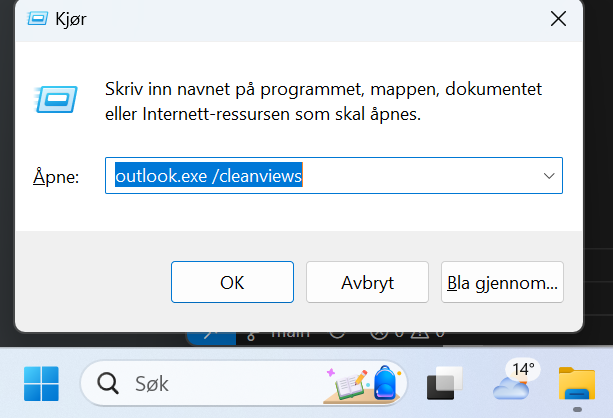 Kjør
Skriv inn navnet på programmet, mappen, dokumentet
eller Internett-ressursen som skal åpnes.
Åpne:
outlook.exe /cleanviews
OK
Avbryt
Bla gjennom...
main
0
0
Søk
14°